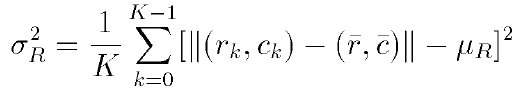 σ_R^2 = \frac{1}{K} \sum_{k=0}^{K-1} [\|(r_k, c_k) - (\bar{r}, \bar{c})\| - μ_R]^2